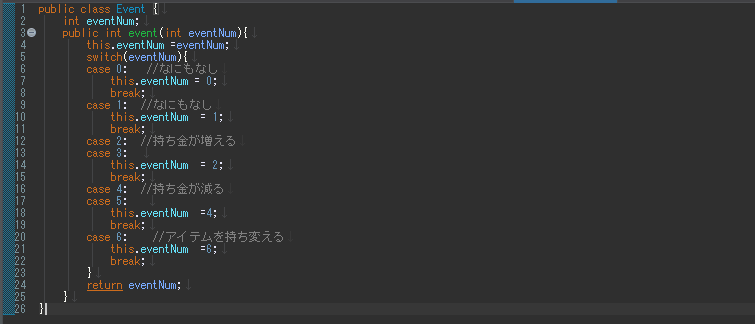 1 public class Event {
2 int eventNum;
3 public int event(int eventNum){
4 this.eventNum =eventNum;
5 switch(eventNum){
6 case 0: //なにもなし
7 this.eventNum = 0;
8 break;
9 case 1: //なにもなし
10 this.eventNum = 1;
11 break;
12 case 2: //持ち金が増える
13 case 3:
14 this.eventNum = 2;
15 break;
16 case 4: //持ち金が減る
17 case 5:
18 this.eventNum =4;
19 break;
20 case 6: //アイテムを持ち変える
21 this.eventNum =6;
22 break;
23 }
24 return eventNum;
25 }
26 }